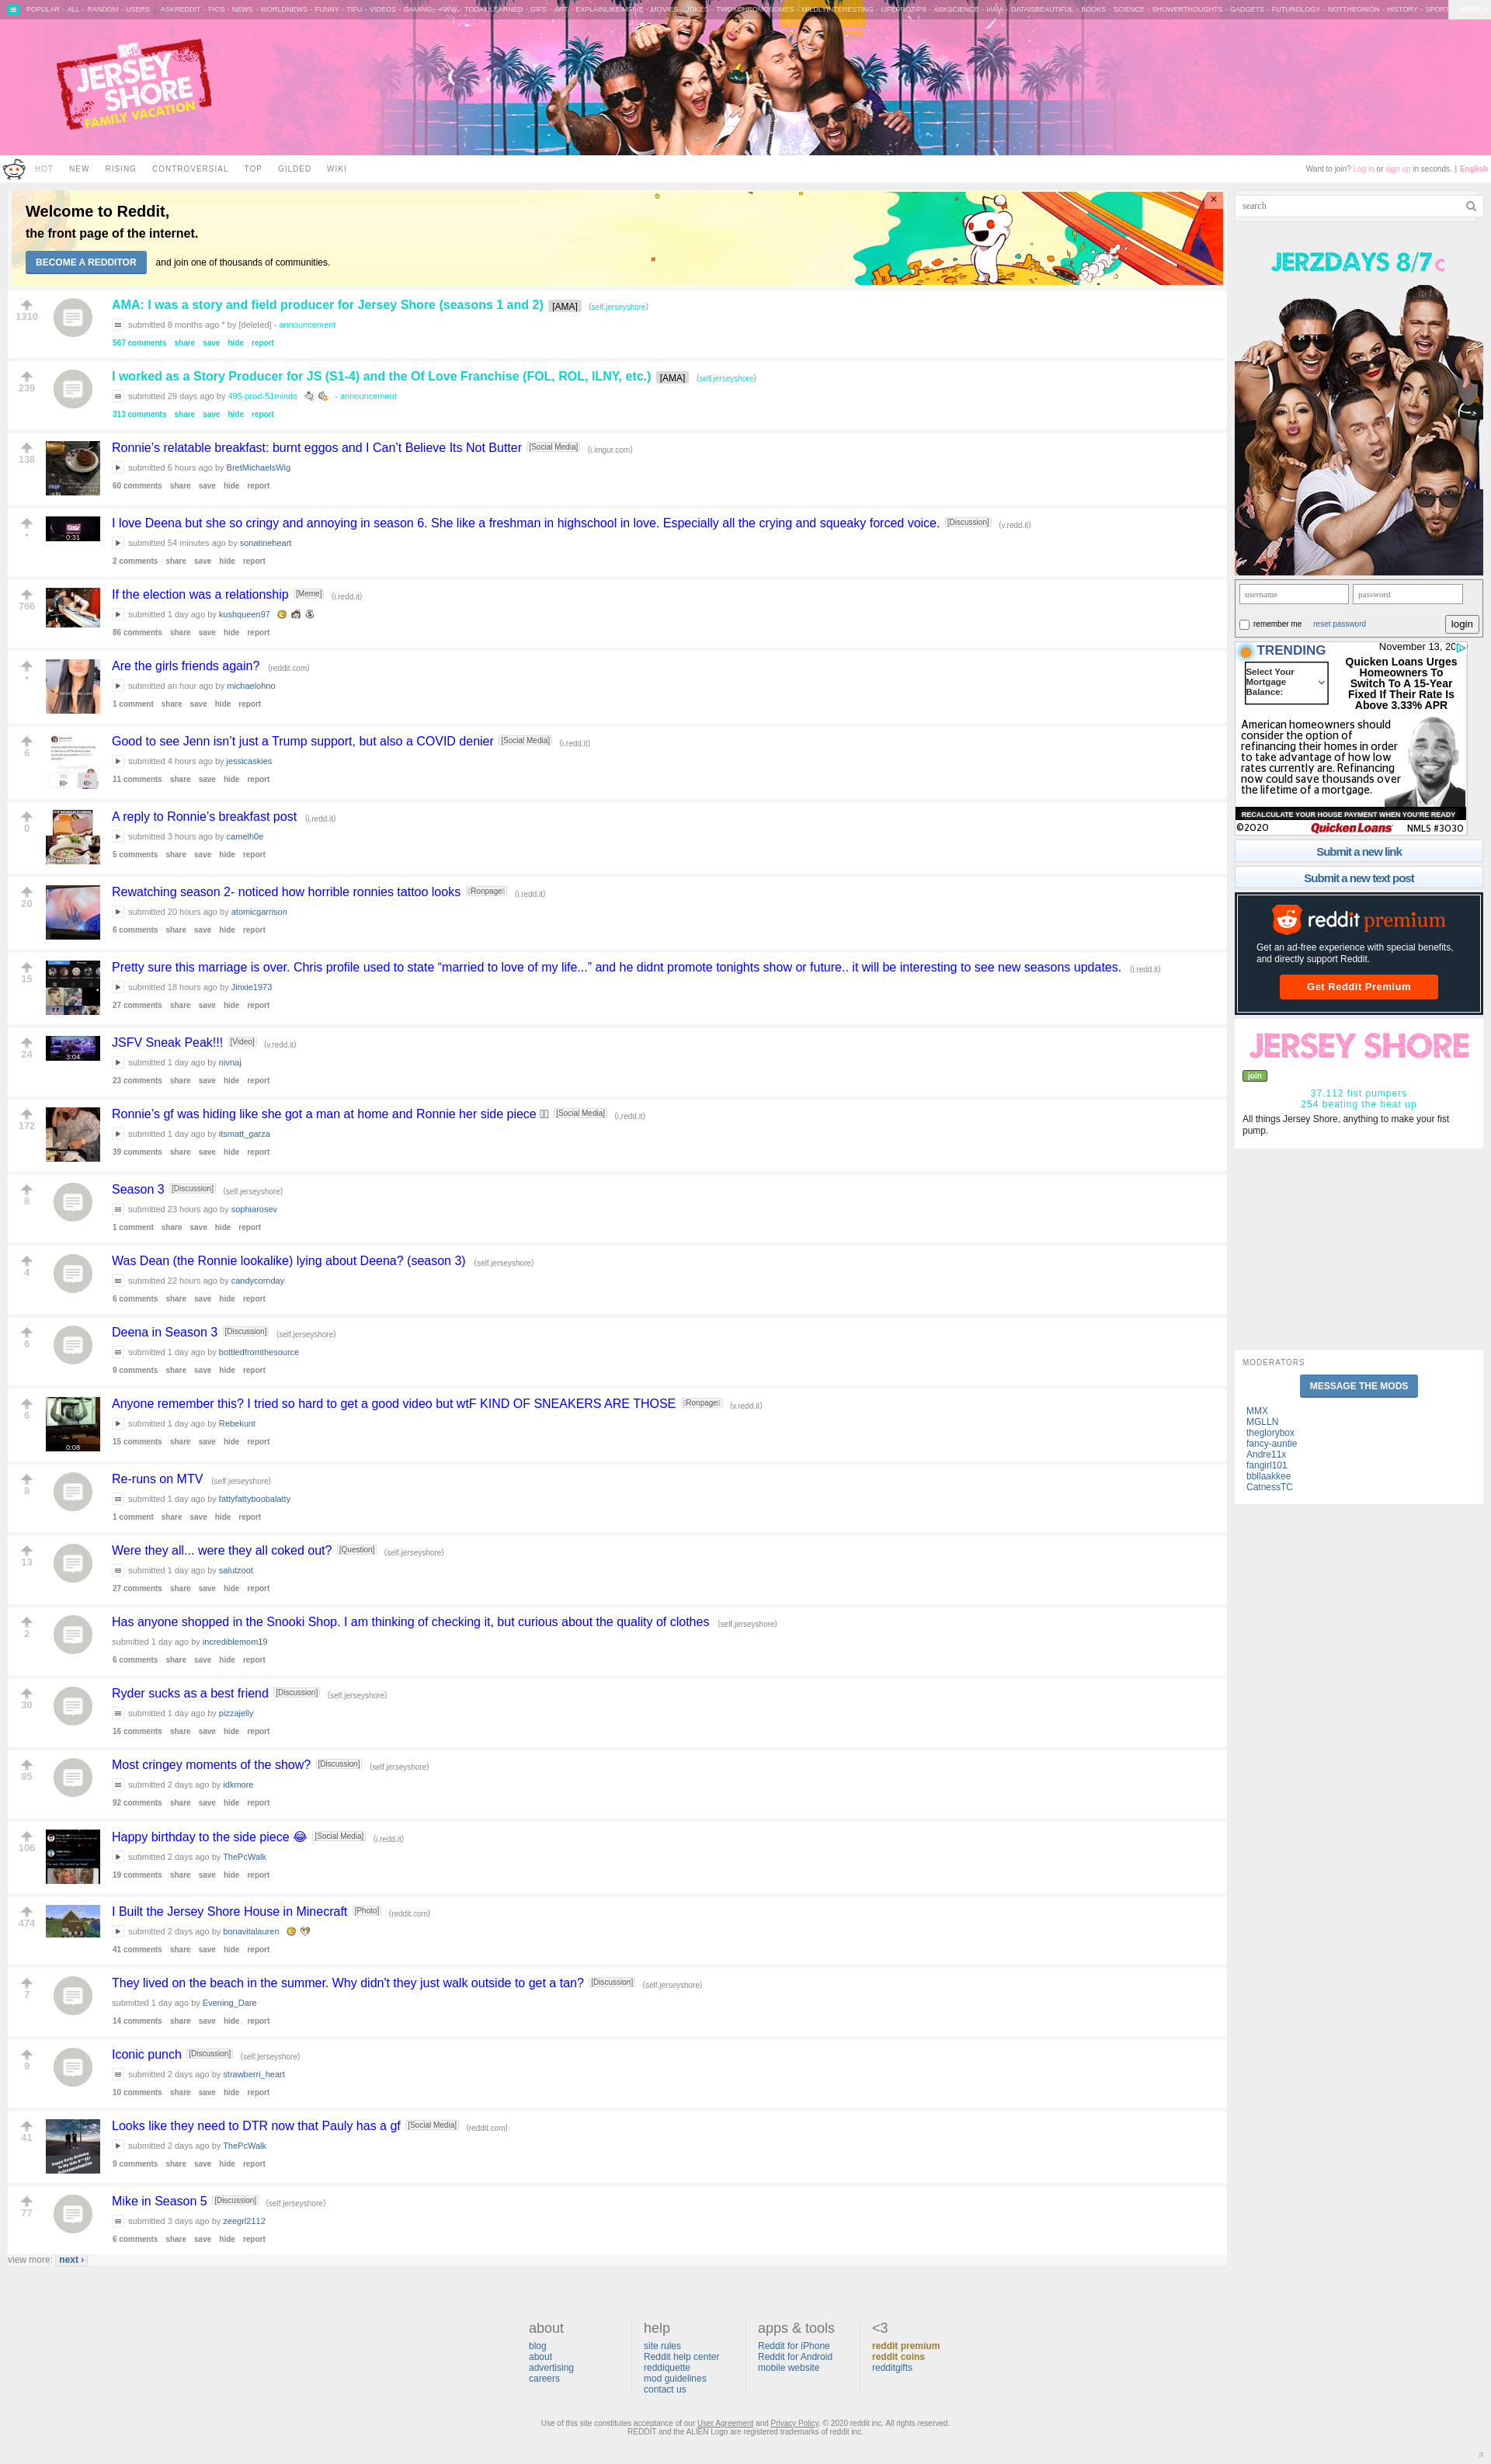 POPULAR - ALL - RANDOM - USERS ASKREDDIT - PICS - NEWS - WORLDNEWS - FUNNY - TIFU - VIDEOS - GAMING - AWW - TODAYILEARNED - GIFS - ART - EXPLAINLIKEIMFIVE - MOVIES - JOKES - TWOXCHROMOSOMES - MILDLYINTERESTING - LIFEPROTIPS - ASKSCIENCE - IAMA - DATAISBEAUTIFUL - BOOKS - SCIENCE - SHOWERTHOUGHTS - GADGETS - FUTUROLOGY - NOTTHEONION - HISTORY - SPORT
MTV
JERSEY
SHORE
FAMILY VACATION
HOT NEW RISING CONTROVERSIAL TOP GILDED WIKI
Want to join? Log in or sign up in seconds. | English
Welcome to Reddit,
the front page of the internet.
BECOME A REDDITOR and join one of thousands of communities.
×
1310
AMA: I was a story and field producer for Jersey Shore (seasons 1 and 2) [AMA] (self.jerseyshore)
submitted 8 months ago * by [deleted] - announcement
567 comments share save hide report
239
I worked as a Story Producer for JS (S1-4) and the Of Love Franchise (FOL, ROL, ILNY, etc.) [AMA] (self.jerseyshore)
submitted 29 days ago by 495-prod-51minds - announcement
313 comments share save hide report
138
Ronnie’s relatable breakfast: burnt eggos and I Can’t Believe Its Not Butter [Social Media] (i.imgur.com)
submitted 6 hours ago by BretMichaelsWig
60 comments share save hide report
•
0:31
I love Deena but she so cringy and annoying in season 6. She like a freshman in highschool in love. Especially all the crying and squeaky forced voice. [Discussion] (v.redd.it)
submitted 54 minutes ago by sonatineheart
2 comments share save hide report
766
If the election was a relationship [Meme] (i.redd.it)
submitted 1 day ago by kushqueen97
86 comments share save hide report
•
Are the girls friends again? (reddit.com)
submitted an hour ago by michaelohno
1 comment share save hide report
6
Good to see Jenn isn’t just a Trump support, but also a COVID denier [Social Media] (i.redd.it)
submitted 4 hours ago by jessicaskies
11 comments share save hide report
0
A reply to Ronnie’s breakfast post (i.redd.it)
submitted 3 hours ago by camelh0e
5 comments share save hide report
20
Rewatching season 2- noticed how horrible ronnies tattoo looks Ronpage (i.redd.it)
submitted 20 hours ago by atomicgarrison
6 comments share save hide report
15
Pretty sure this marriage is over. Chris profile used to state “married to love of my life...” and he didnt promote tonights show or future.. it will be interesting to see new seasons updates. (i.redd.it)
submitted 18 hours ago by Jinxie1973
27 comments share save hide report
24
3:04
JSFV Sneak Peak!!! [Video] (v.redd.it)
submitted 1 day ago by nivnaj
23 comments share save hide report
172
Ronnie’s gf was hiding like she got a man at home and Ronnie her side piece [Social Media] (i.redd.it)
submitted 1 day ago by itsmatt_garza
39 comments share save hide report
8
Season 3 [Discussion] (self.jerseyshore)
submitted 23 hours ago by sophiarosev
1 comment share save hide report
4
Was Dean (the Ronnie lookalike) lying about Deena? (season 3) (self.jerseyshore)
submitted 22 hours ago by candycornday
6 comments share save hide report
6
Deena in Season 3 [Discussion] (self.jerseyshore)
submitted 1 day ago by bottledfromthesource
9 comments share save hide report
6
0:08
Anyone remember this? I tried so hard to get a good video but wtF KIND OF SNEAKERS ARE THOSE Ronpage (v.redd.it)
submitted 1 day ago by Rebekunt
15 comments share save hide report
8
Re-runs on MTV (self.jerseyshore)
submitted 1 day ago by fattyfattyboobalatty
1 comment share save hide report
13
Were they all... were they all coked out? [Question] (self.jerseyshore)
submitted 1 day ago by salutzoot
27 comments share save hide report
2
Has anyone shopped in the Snooki Shop. I am thinking of checking it, but curious about the quality of clothes (self.jerseyshore)
submitted 1 day ago by incrediblemom19
6 comments share save hide report
30
Ryder sucks as a best friend [Discussion] (self.jerseyshore)
submitted 1 day ago by pizzajelly
16 comments share save hide report
85
Most cringey moments of the show? [Discussion] (self.jerseyshore)
submitted 2 days ago by idkmore
92 comments share save hide report
106
Happy birthday to the side piece 😂 [Social Media] (i.redd.it)
submitted 2 days ago by ThePcWalk
19 comments share save hide report
474
I Built the Jersey Shore House in Minecraft [Photo] (reddit.com)
submitted 2 days ago by bonavitalauren
41 comments share save hide report
7
They lived on the beach in the summer. Why didn't they just walk outside to get a tan? [Discussion] (self.jerseyshore)
submitted 1 day ago by Evening_Dare
14 comments share save hide report
9
Iconic punch [Discussion] (self.jerseyshore)
submitted 2 days ago by strawberri_heart
10 comments share save hide report
41
Looks like they need to DTR now that Pauly has a gf [Social Media] (reddit.com)
submitted 2 days ago by ThePcWalk
9 comments share save hide report
77
Mike in Season 5 [Discussion] (self.jerseyshore)
submitted 3 days ago by zeegrl2112
6 comments share save hide report
view more: next ›
search
JERZDAYS 8/7c
username password
remember me reset password login
TRENDING November 13, 20
Select Your
Mortgage
Balance:
Quicken Loans Urges
Homeowners To
Switch To A 15-Year
Fixed If Their Rate Is
Above 3.33% APR
American homeowners should
consider the option of
refinancing their homes in order
to take advantage of how low
rates currently are. Refinancing
now could save thousands over
the lifetime of a mortgage.
RECALCULATE YOUR HOUSE PAYMENT WHEN YOU'RE READY
©2020 Quicken Loans NMLS #3030
Submit a new link
Submit a new text post
reddit premium
Get an ad-free experience with special benefits,
and directly support Reddit.
Get Reddit Premium
JERSEY SHORE
join
37,112 fist pumpers
254 beating the beat up
All things Jersey Shore, anything to make your fist
pump.
MODERATORS
MESSAGE THE MODS
MMX
MGLLN
theglorybox
fancy-auntie
Andre11x
fangirl101
bbllaakkee
CatnessTC
about
blog
about
advertising
careers
help
site rules
Reddit help center
reddiquette
mod guidelines
contact us
apps & tools
Reddit for iPhone
Reddit for Android
mobile website
<3
reddit premium
reddit coins
redditgifts
Use of this site constitutes acceptance of our User Agreement and Privacy Policy. © 2020 reddit inc. All rights reserved.
REDDIT and the ALIEN Logo are registered trademarks of reddit inc.
π